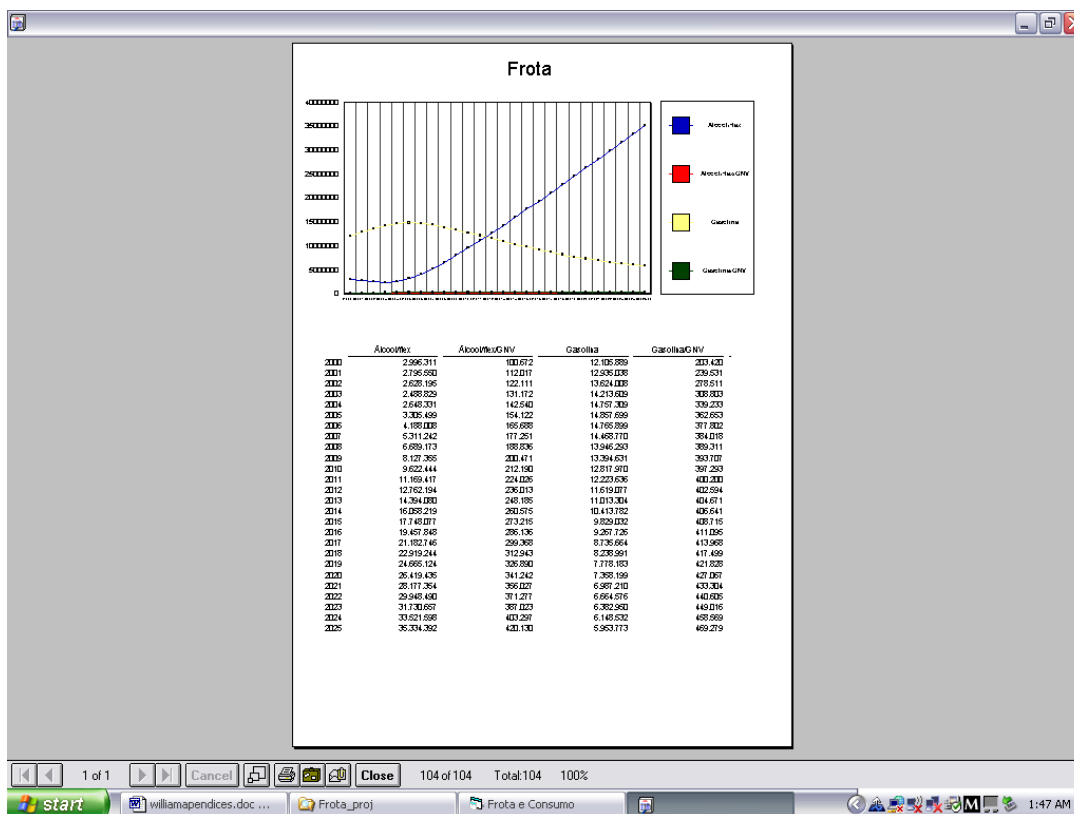 Frota
40000000
35000000
30000000
25000000
20000000
15000000
10000000
5000000
0
Álcool/flex
Álcool/flex/GNV
Gasolina
Gasolina/GNV
Álcool/flex Álcool/flex/GNV Gasolina Gasolina/GNV
2000 2.996.311 100.672 12.105.889 203.420
2001 2.795.550 112.017 12.935.038 239.531
2002 2.628.195 122.111 13.624.008 278.511
2003 2.488.829 131.172 14.213.609 308.803
2004 2.648.331 142.540 14.757.309 339.233
2005 3.305.499 154.122 14.857.699 362.653
2006 4.188.008 165.688 14.765.899 377.802
2007 5.311.242 177.251 14.468.770 384.018
2008 6.689.173 188.836 13.946.293 389.311
2009 8.127.365 200.471 13.394.631 393.707
2010 9.622.444 212.190 12.817.970 397.293
2011 11.169.417 224.026 12.223.636 400.200
2012 12.762.194 236.013 11.619.077 402.594
2013 14.394.080 248.185 11.013.304 404.671
2014 16.058.219 260.575 10.413.782 406.641
2015 17.748.077 273.215 9.829.032 408.715
2016 19.457.848 286.136 9.267.726 411.095
2017 21.182.746 299.368 8.735.664 413.968
2018 22.919.244 312.943 8.238.991 417.499
2019 24.665.124 326.890 7.778.183 421.828
2020 26.419.436 341.242 7.358.199 427.067
2021 28.177.354 356.027 6.987.210 433.304
2022 29.948.490 371.277 6.664.576 440.605
2023 31.730.657 387.023 6.382.960 449.016
2024 33.521.698 403.297 6.148.632 458.569
2025 35.334.392 420.130 5.953.773 469.279
1 of 1 Cancel Close 104 of 104 Total:104 100%
start williamapendices.doc ... Frota_proj Frota e Consumo M 1:47 AM